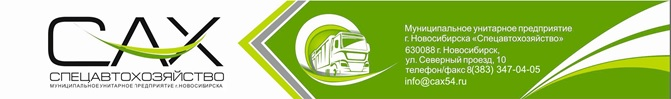 САХ
СПЕЦАВТОХОЗЯЙСТВО
МУНИЦИПАЛЬНОЕ УНИТАРНОЕ ПРЕДПРИЯТИЕ Г. НОВОСИБИРСКА
Муниципальное унитарное предприятие
г. Новосибирска «Спецавтохозяйство»
630088 г. Новосибирск,
ул. Северный проезд, 10
телефон/факс 8(383) 347-04-05
info@cax54.ru